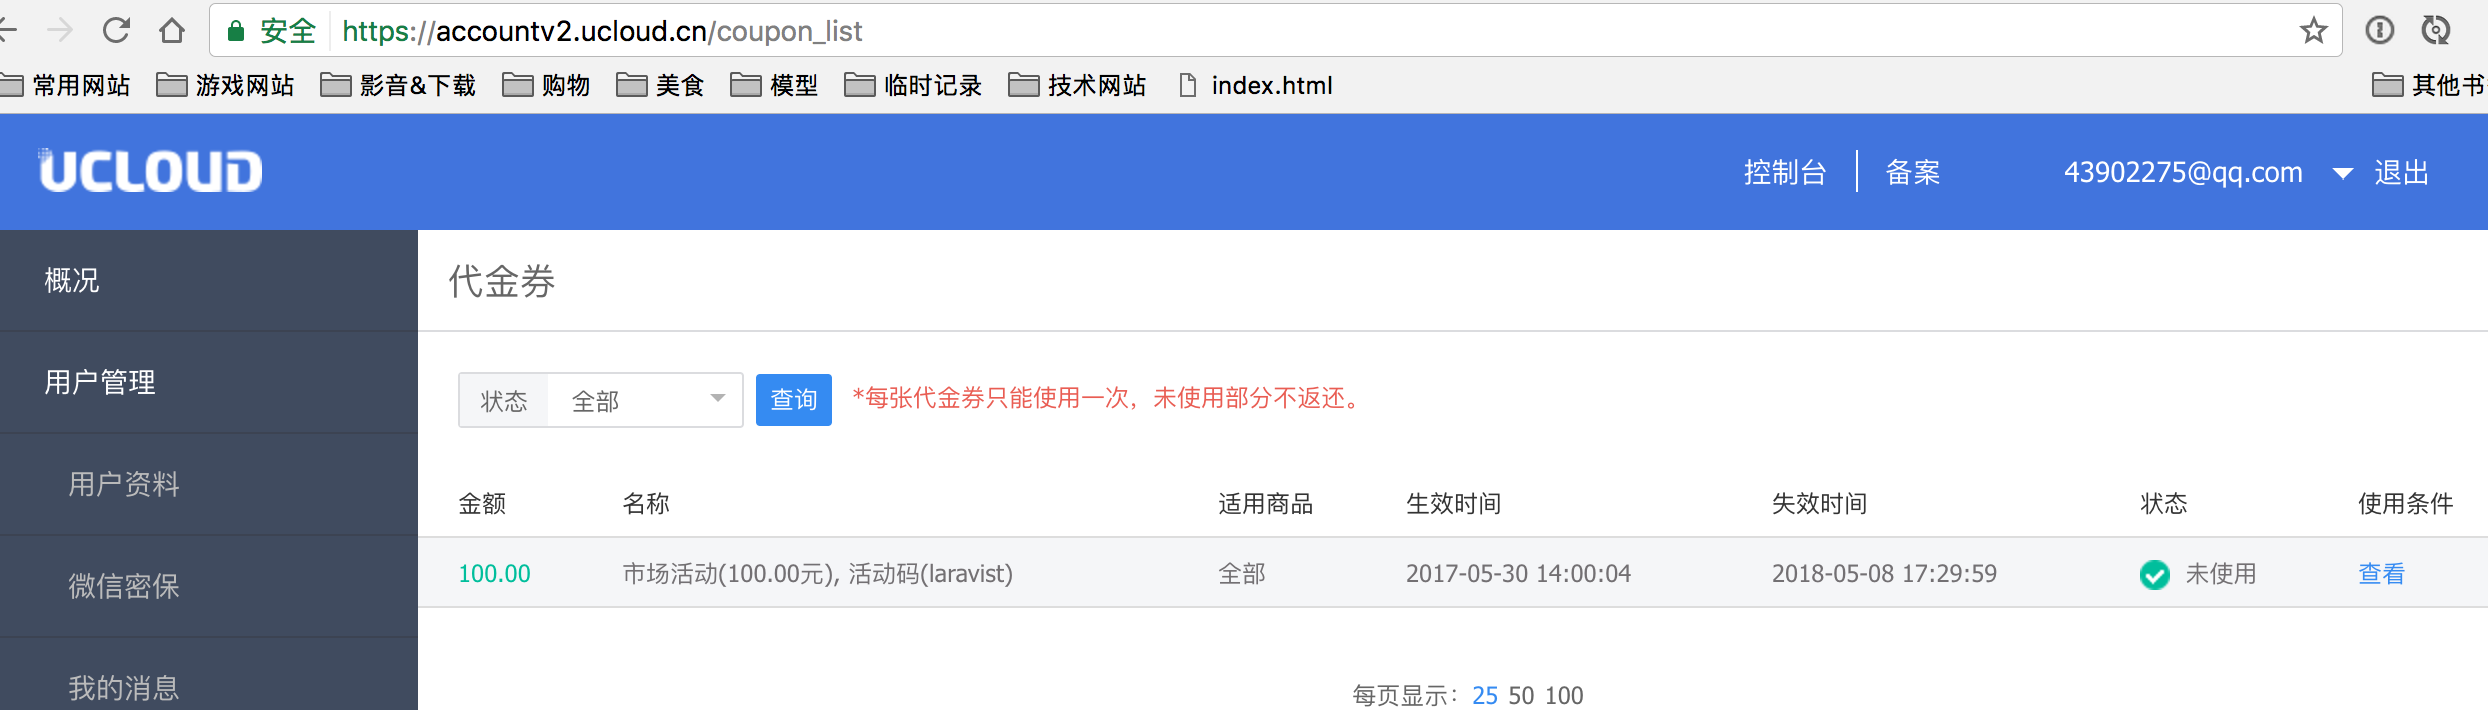 安全 https://accountv2.ucloud.cn/coupon_list
常用网站 游戏网站 影音&下载 购物 美食 模型 临时记录 技术网站 index.html 其他书
UCLOUD 控制台 备案 43902275@qq.com 退出
概况
用户管理
用户资料
微信密保
我的消息
代金券
状态 全部 查询 *每张代金券只能使用一次，未使用部分不返还。
金额 名称 适用商品 生效时间 失效时间 状态 使用条件
100.00 市场活动(100.00元), 活动码(laravist) 全部 2017-05-30 14:00:04 2018-05-08 17:29:59 未使用 查看
每页显示：25 50 100